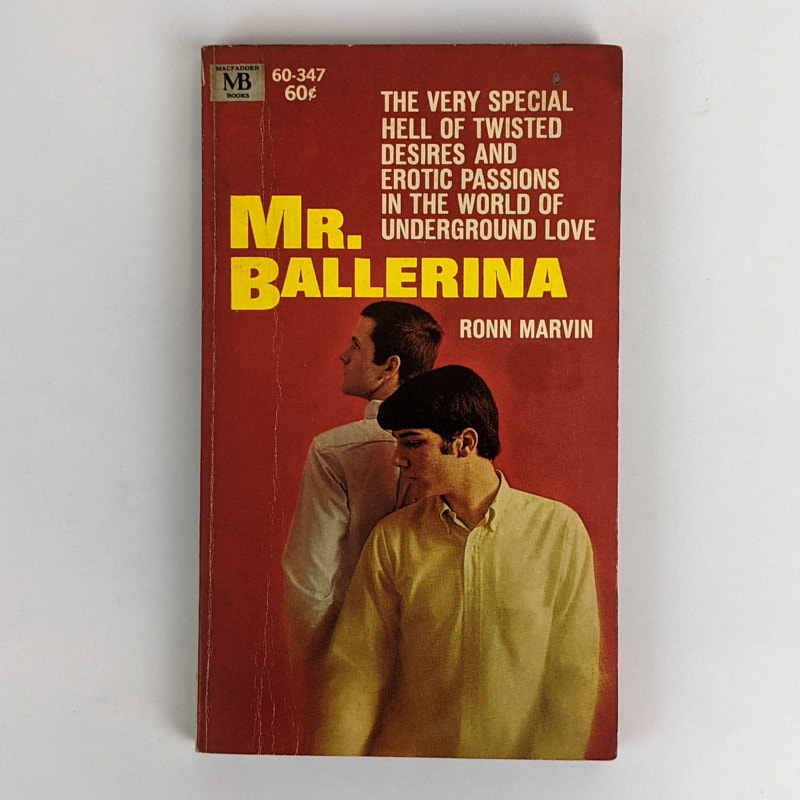 MACFADDEN
MB
BOOKS
60-347
60¢
THE VERY SPECIAL
HELL OF TWISTED
DESIRES AND
EROTIC PASSIONS
IN THE WORLD OF
UNDERGROUND LOVE
MR.
BALLERINA
RONN MARVIN